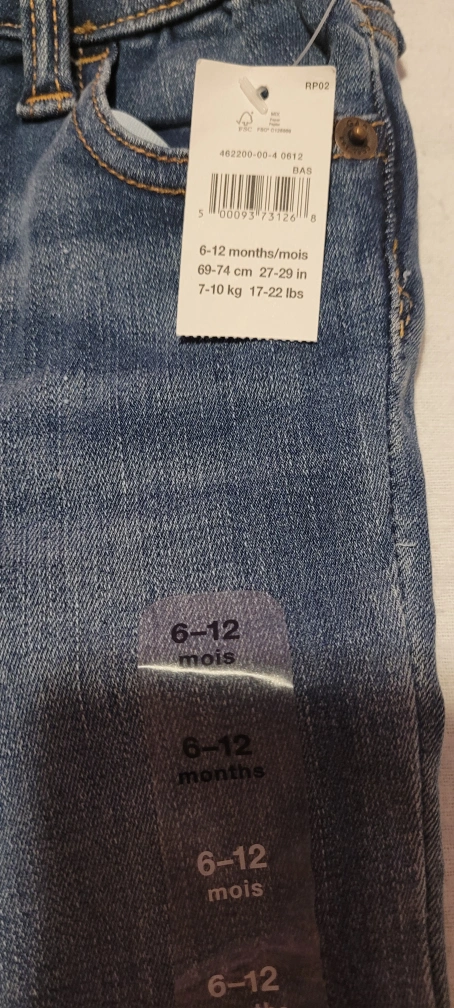 RP02
FSC
462200-00-4 0612
BAS
5 00093 73126 8
6-12 months/mois
69-74 cm 27-29 in
7-10 kg 17-22 lbs
6–12
mois
6–12
months
6–12
mois
6–12